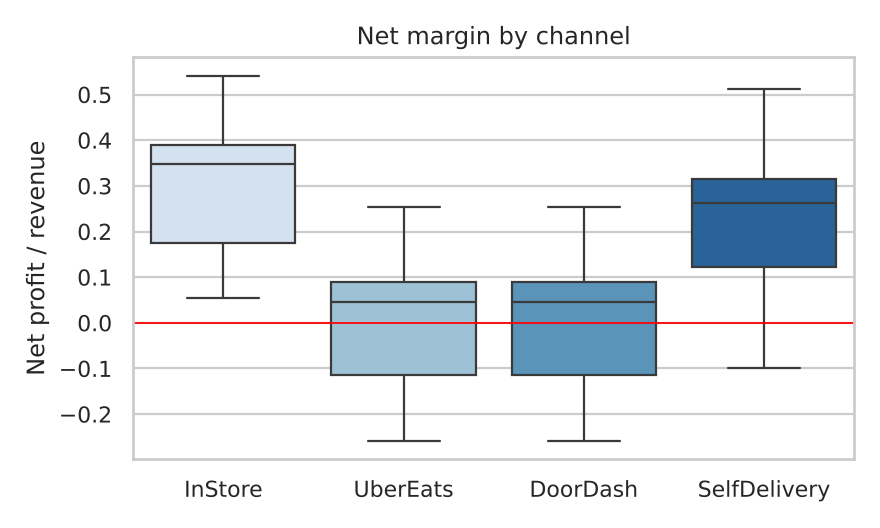 Net margin by channel
Net profit / revenue
0.5
0.4
0.3
0.2
0.1
0.0
−0.1
−0.2
InStore
UberEats
DoorDash
SelfDelivery